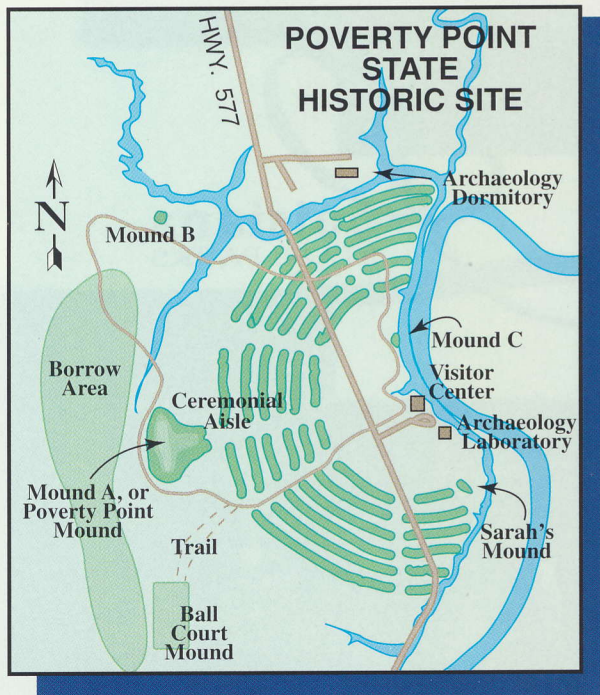 POVERTY POINT
STATE
HISTORIC SITE
HWY. 577
Archaeology
Dormitory
N
Mound B
Mound C
Borrow
Area
Visitor
Center
Ceremonial
Aisle
Archaeology
Laboratory
Mound A, or
Poverty Point
Mound
Sarah's
Mound
Trail
Ball
Court
Mound